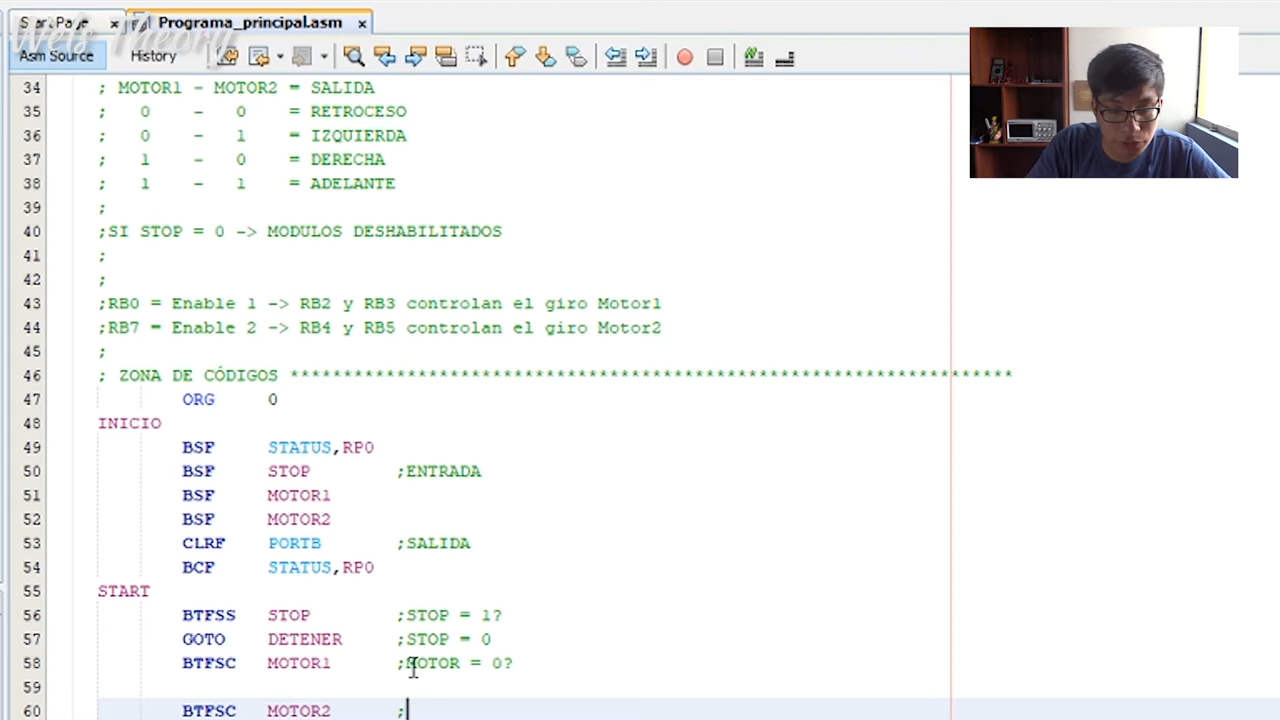 Start Page
Programa_principal.asm
Wels Theory
Asm Source
History
34 ; MOTOR1 - MOTOR2 = SALIDA
35 ; 0 - 0 = RETROCESO
36 ; 0 - 1 = IZQUIERDA
37 ; 1 - 0 = DERECHA
38 ; 1 - 1 = ADELANTE
39 ;
40 ;SI STOP = 0 -> MODULOS DESHABILITADOS
41 ;
42 ;
43 ;RB0 = Enable 1 -> RB2 y RB3 controlan el giro Motor1
44 ;RB7 = Enable 2 -> RB4 y RB5 controlan el giro Motor2
45 ;
46 ; ZONA DE CÓDIGOS ********************************************************************
47 ORG 0
48 INICIO
49 BSF STATUS,RP0
50 BSF STOP ;ENTRADA
51 BSF MOTOR1
52 BSF MOTOR2
53 CLRF PORTB ;SALIDA
54 BCF STATUS,RP0
55 START
56 BTFSS STOP ;STOP = 1?
57 GOTO DETENER ;STOP = 0
58 BTFSC MOTOR1 ;MOTOR = 0?
59
60 BTFSC MOTOR2 ;